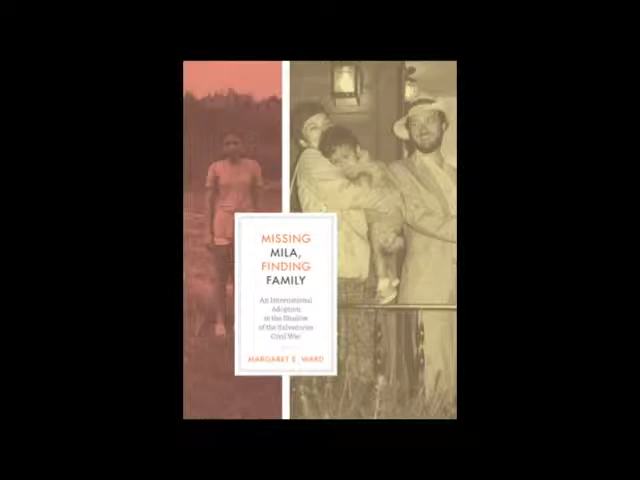 MISSING
MILA,
FINDING
FAMILY
An International
Adoption
in the Shadow
of the Salvadoran
Civil War
MARGARET E. WARD